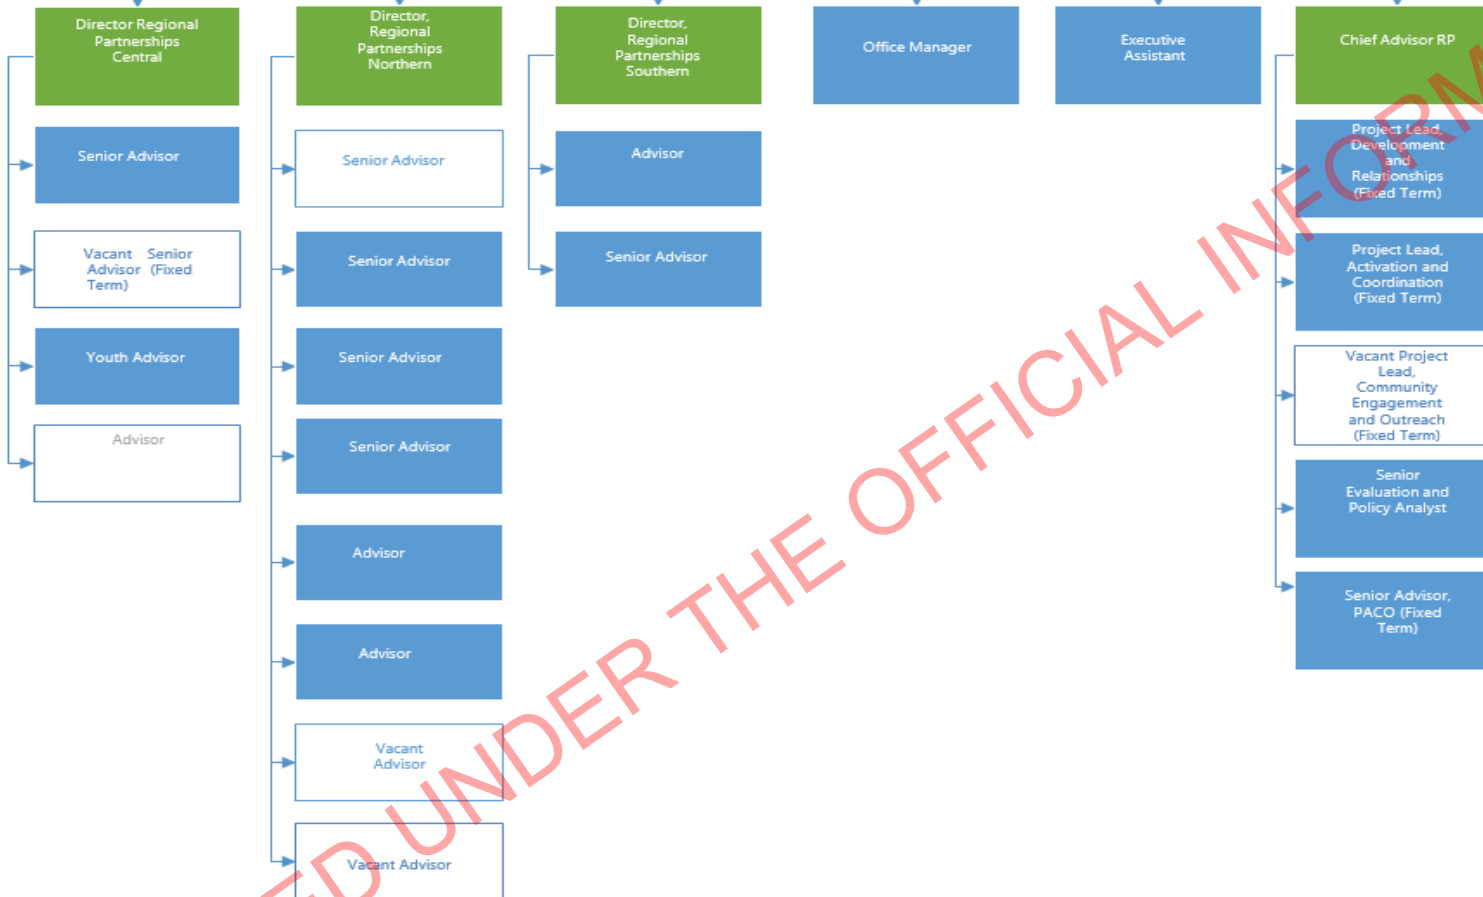 Director Regional
Partnerships
Central
Senior Advisor
Vacant Senior
Advisor (Fixed
Term)
Youth Advisor
Advisor
Director,
Regional
Partnerships
Northern
Senior Advisor
Senior Advisor
Senior Advisor
Senior Advisor
Advisor
Advisor
Vacant
Advisor
Vacant Advisor
Director,
Regional
Partnerships
Southern
Advisor
Senior Advisor
Office Manager
Executive
Assistant
Chief Advisor RP
Project Lead,
Development
and
Relationships
(Fixed Term)
Project Lead,
Activation and
Coordination
(Fixed Term)
Vacant Project
Lead,
Community
Engagement
and Outreach
(Fixed Term)
Senior
Evaluation and
Policy Analyst
Senior Advisor,
PACO (Fixed
Term)
ED UNDER THE OFFICIAL INFORM